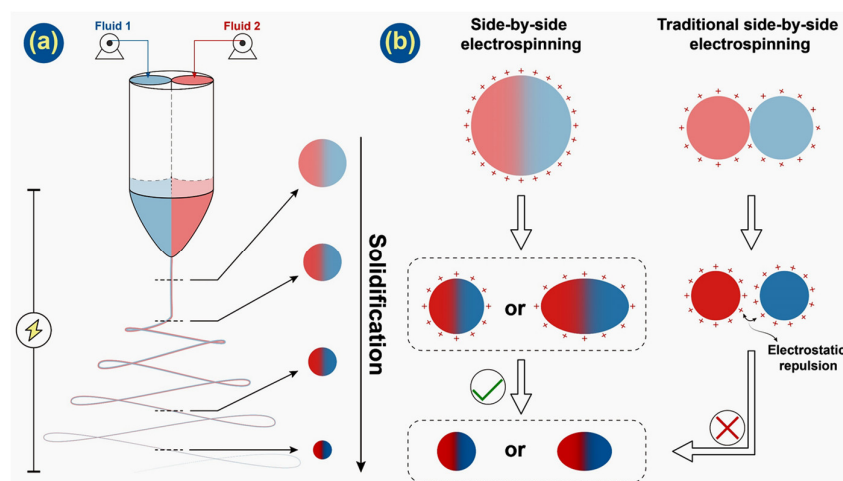 (a)
Fluid 1
Fluid 2
Solidification
(b)
Side-by-side
electrospinning
Traditional side-by-side
electrospinning
or
Electrostatic
repulsion
or